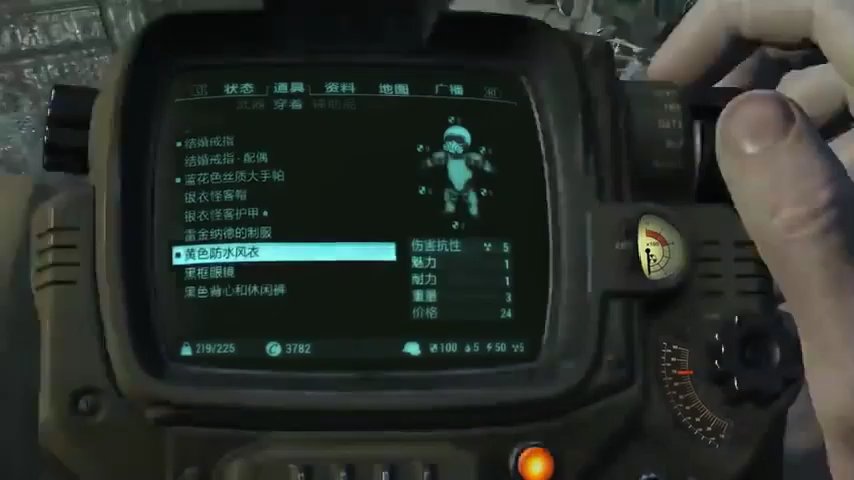 状态 道具 资料 地图 广播
武器 穿着 辅助品
结婚戒指
结婚戒指·配偶
蓝花色丝质大手帕
银衣怪客帽
银衣怪客护甲
雷金纳德的制服
黄色防水风衣
黑框眼镜
黑色背心和休闲裤
伤害抗性 5
魅力 1
耐力 1
重量 3
价格 24
219/225 3782 100 5 50 5